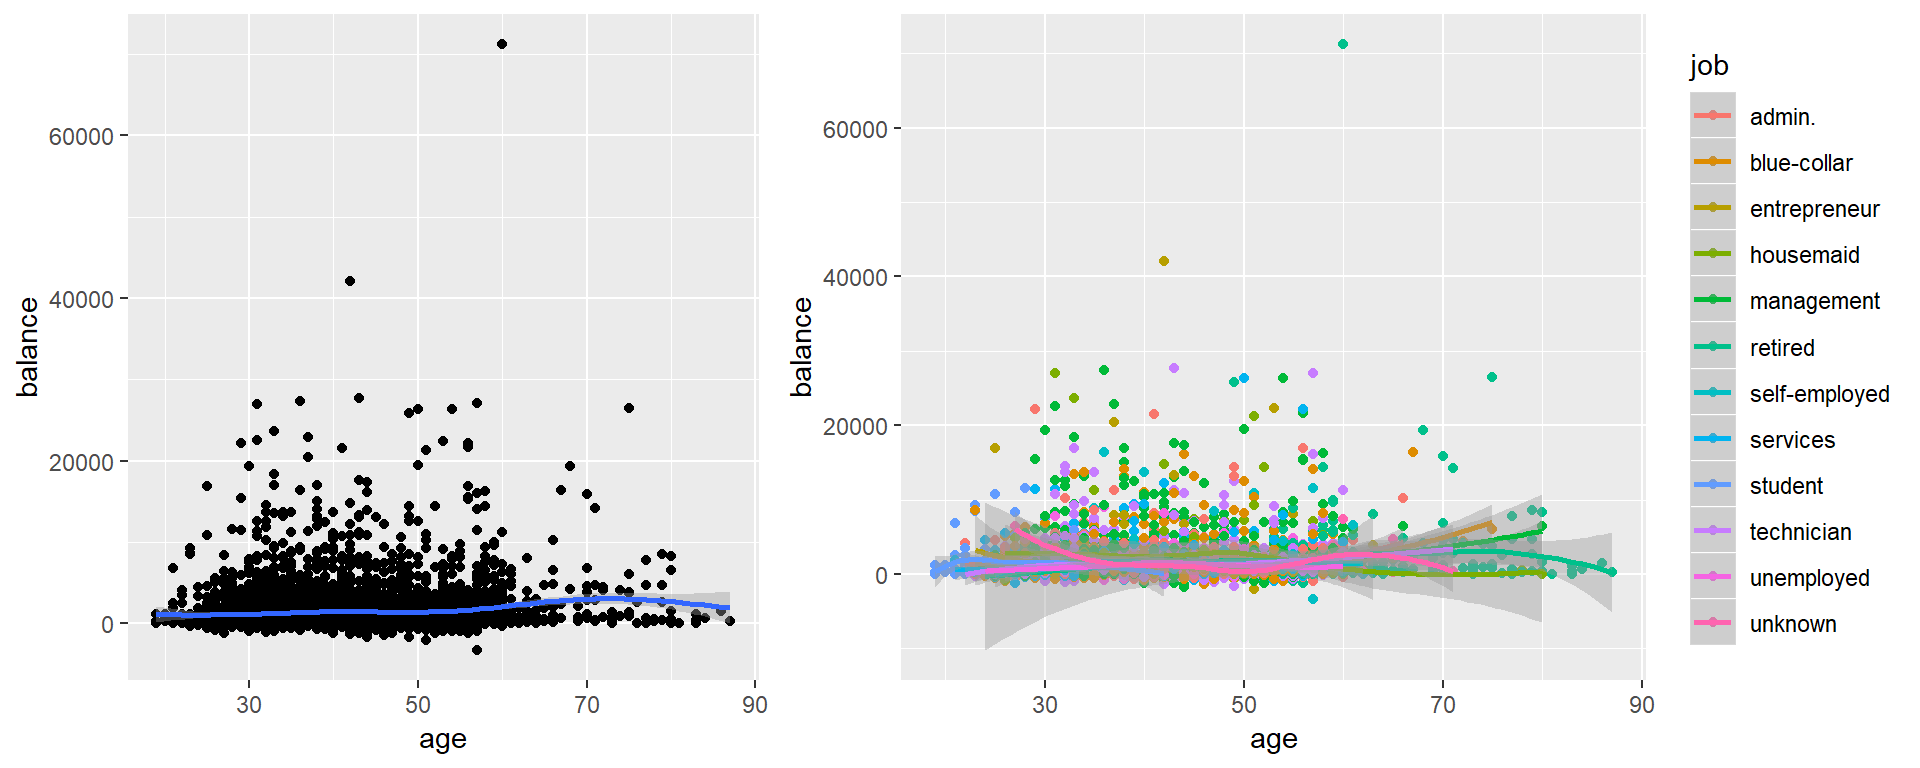 balance
60000
40000
20000
0
30
50
70
90
age
balance
60000
40000
20000
0
30
50
70
90
age
job
admin.
blue-collar
entrepreneur
housemaid
management
retired
self-employed
services
student
technician
unemployed
unknown